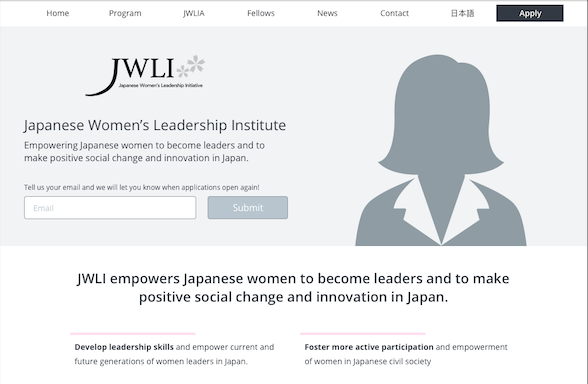 Home Program JWLIA Fellows News Contact 日本語 Apply
JWLI
Japanese Women's Leadership Initiative
Japanese Women's Leadership Institute
Empowering Japanese women to become leaders and to
make positive social change and innovation in Japan.
Tell us your email and we will let you know when applications open again!
Email Submit
JWLI empowers Japanese women to become leaders and to make
positive social change and innovation in Japan.
Develop leadership skills and empower current and
future generations of women leaders in Japan.
Foster more active participation and empowerment
of women in Japanese civil society